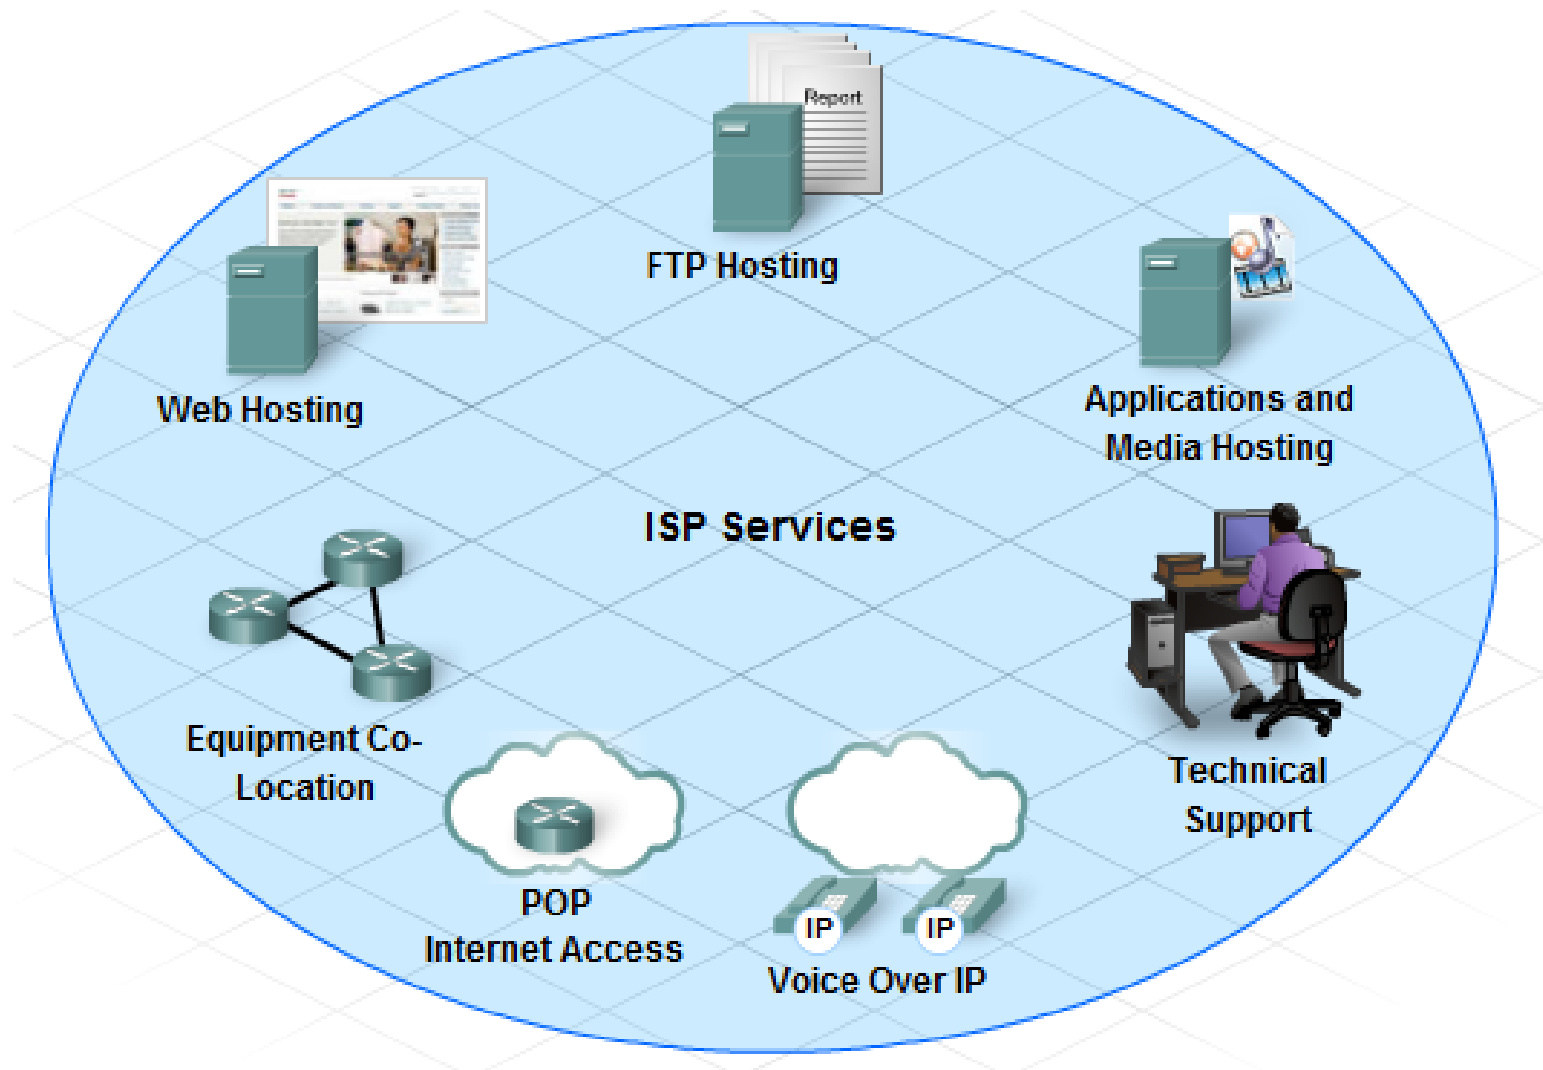 Report
FTP Hosting
Web Hosting
Applications and
Media Hosting
ISP Services
Equipment Co-
Location
Technical
Support
POP
Internet Access
IP
IP
Voice Over IP